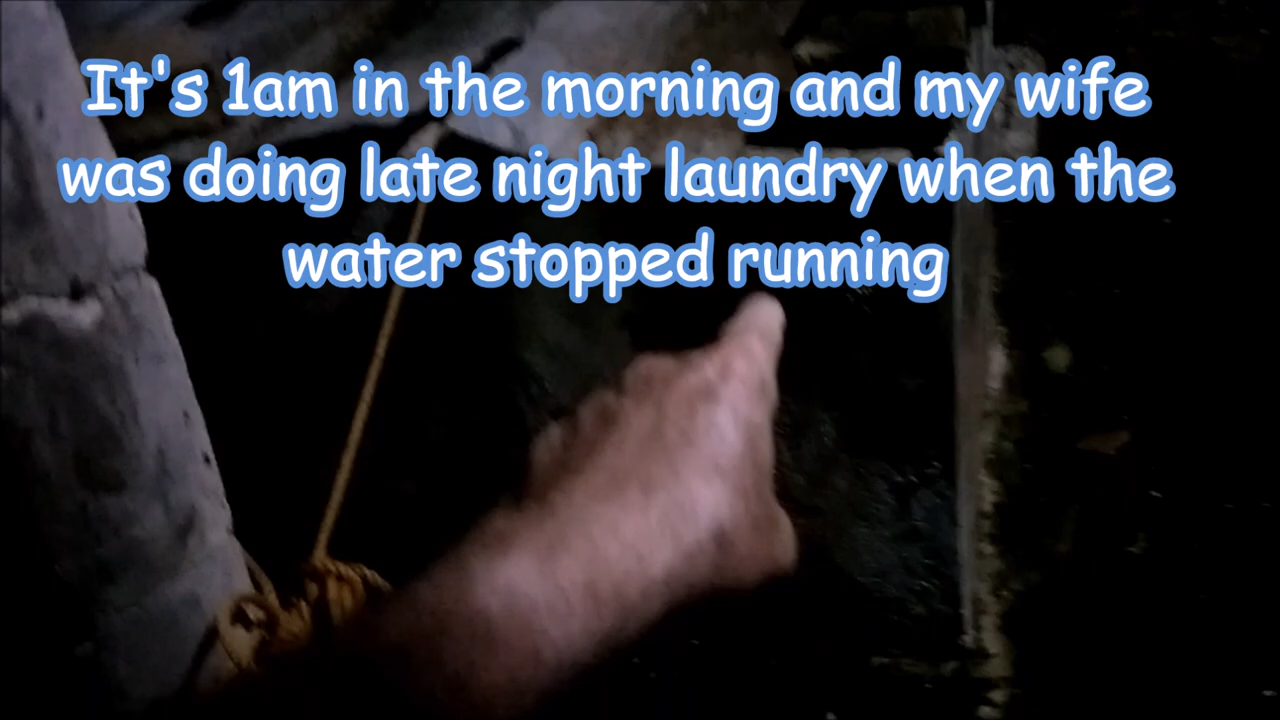 It's 1am in the morning and my wife
was doing late night laundry when the
water stopped running